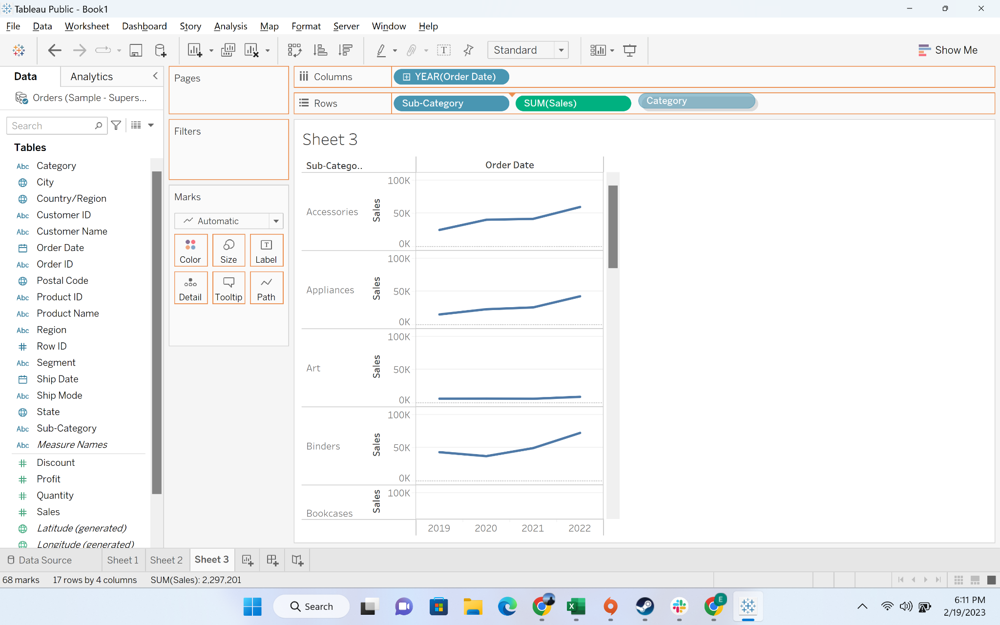 Tableau Public - Book1
File Data Worksheet Dashboard Story Analysis Map Format Server Window Help
Standard
Show Me
Data Analytics
Orders (Sample - Supers...
Search
Tables
Abc Category
City
Country/Region
Abc Customer ID
Abc Customer Name
Order Date
Abc Order ID
Postal Code
Abc Product ID
Abc Product Name
Abc Region
# Row ID
Abc Segment
Ship Date
Abc Ship Mode
State
Abc Sub-Category
Abc Measure Names
# Discount
# Profit
# Quantity
# Sales
Latitude (generated)
Longitude (generated)
Pages
Filters
Marks
Automatic
Color Size T Label
Detail Tooltip Path
Columns YEAR(Order Date)
Rows Sub-Category SUM(Sales) Category
Sheet 3
Sub-Catego.. Order Date
Accessories Sales 100K 50K 0K
Appliances Sales 100K 50K 0K
Art Sales 100K 50K 0K
Binders Sales 100K 50K 0K
Bookcases Sales 100K
2019 2020 2021 2022
Data Source Sheet 1 Sheet 2 Sheet 3
68 marks 17 rows by 4 columns SUM(Sales): 2,297,201
Search
E
6:11 PM
2/19/2023